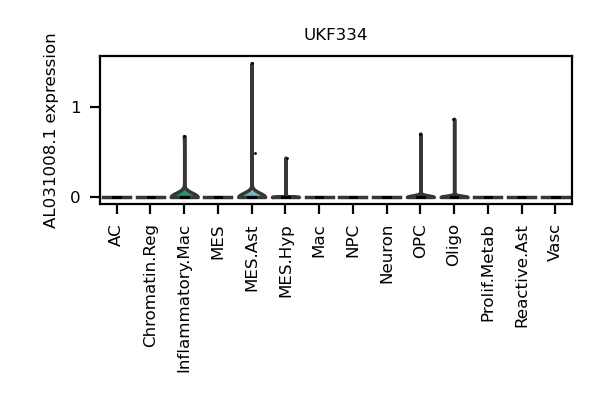 UKF334
AL031008.1 expression
1
0
AC
Chromatin.Reg
Inflammatory.Mac
MES
MES.Ast
MES.Hyp
Mac
NPC
Neuron
OPC
Oligo
Prolif.Metab
Reactive.Ast
Vasc